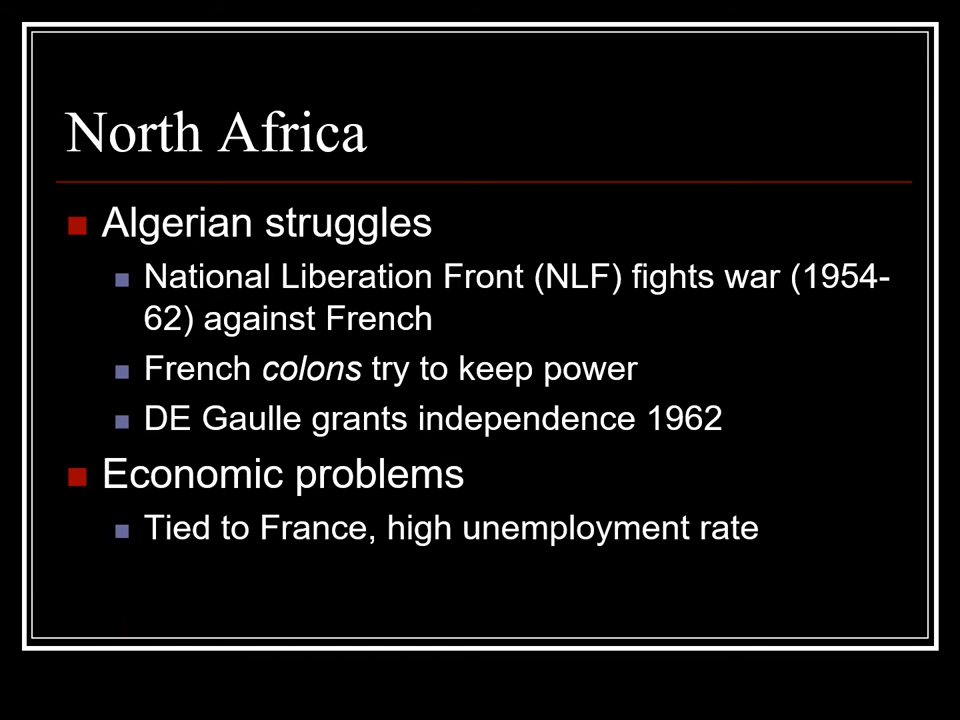 North Africa
Algerian struggles
National Liberation Front (NLF) fights war (1954-
62) against French
French colons try to keep power
DE Gaulle grants independence 1962
Economic problems
Tied to France, high unemployment rate